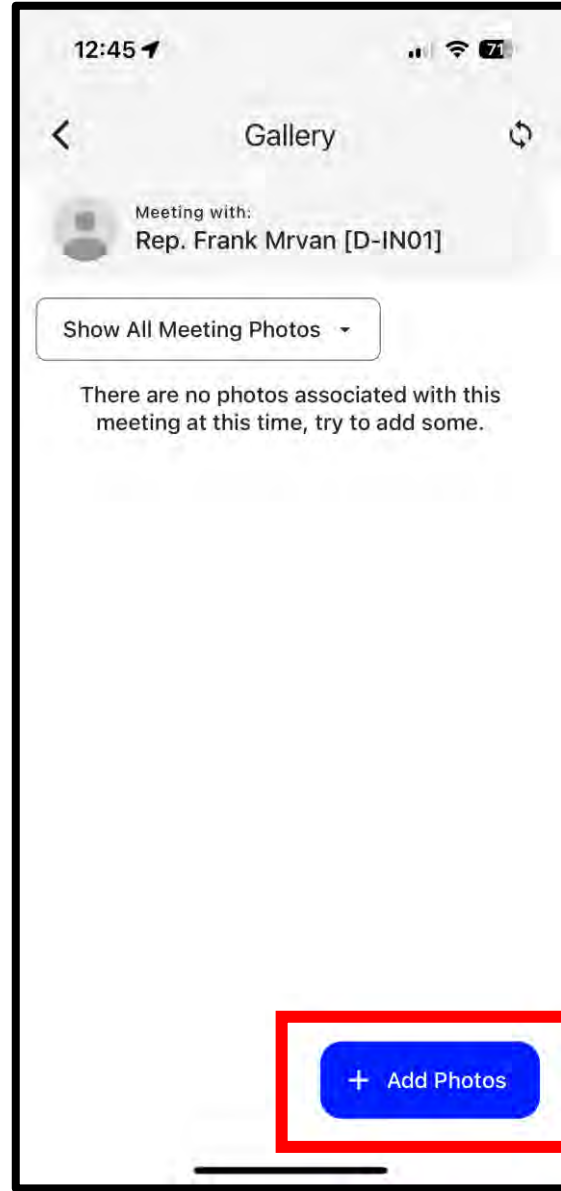 12:45
71
Gallery
Meeting with:
Rep. Frank Mrvan [D-IN01]
Show All Meeting Photos
There are no photos associated with this
meeting at this time, try to add some.
+ Add Photos